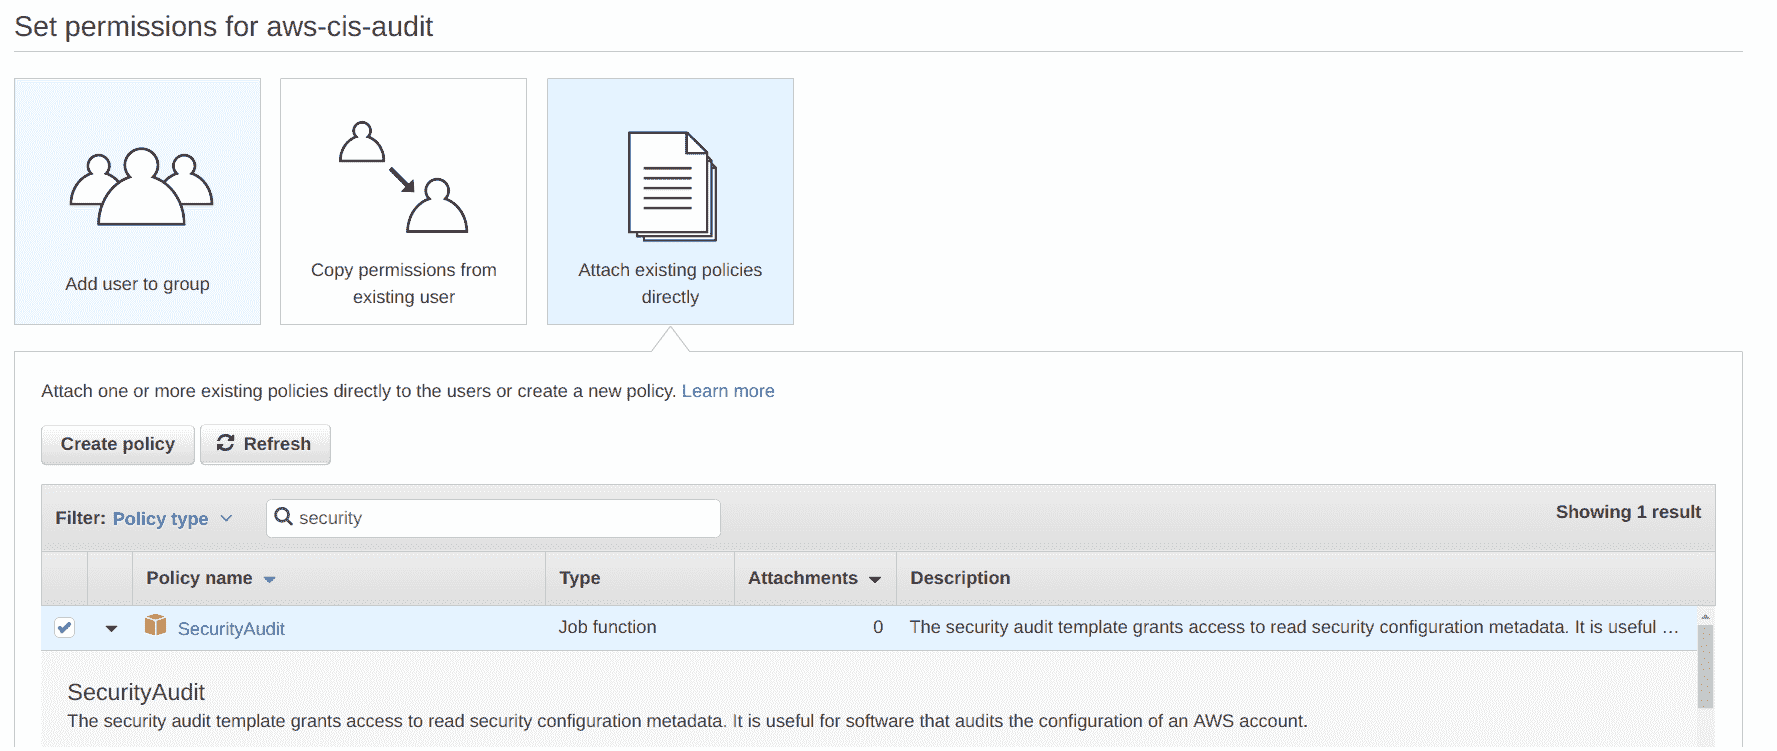 Set permissions for aws-cis-audit
Add user to group
Copy permissions from
existing user
Attach existing policies
directly
Attach one or more existing policies directly to the users or create a new policy. Learn more
Create policy
Refresh
Filter: Policy type
security
Showing 1 result
Policy name
Type
Attachments
Description
SecurityAudit
Job function
0
The security audit template grants access to read security configuration metadata. It is useful ...
SecurityAudit
The security audit template grants access to read security configuration metadata. It is useful for software that audits the configuration of an AWS account.